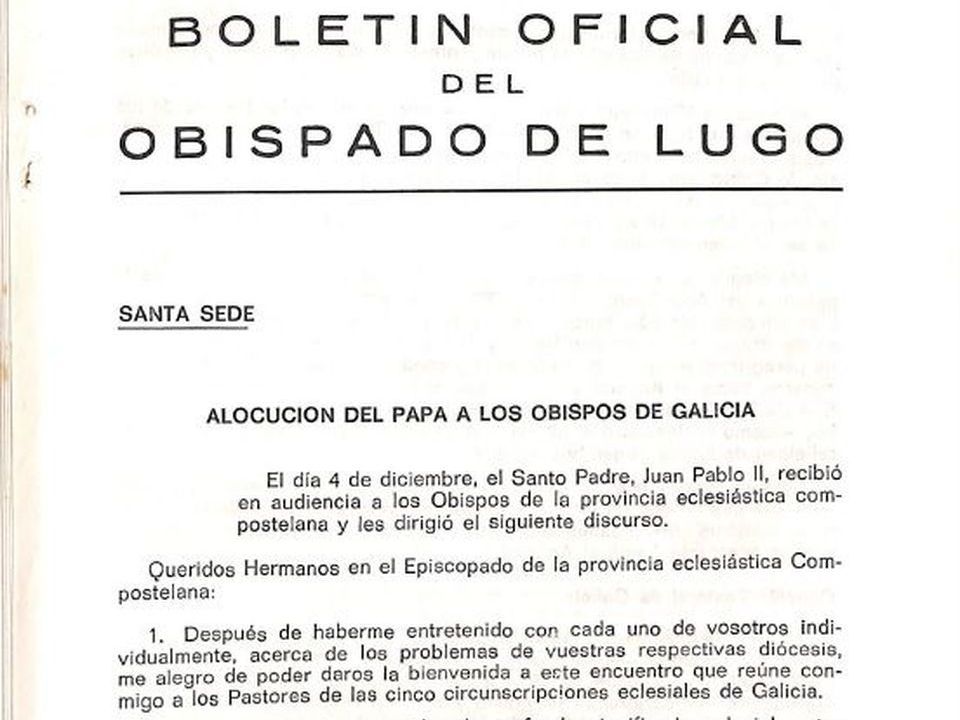 BOLETIN OFICIAL
DEL
OBISPADO DE LUGO
SANTA SEDE
ALOCUCION DEL PAPA A LOS OBISPOS DE GALICIA
El día 4 de diciembre, el Santo Padre, Juan Pablo II, recibió
en audiencia a los Obispos de la provincia eclesiástica com-
postelana y les dirigió el siguiente discurso.
Queridos Hermanos en el Episcopado de la provincia eclesiástica Com-
postelana:
1. Después de haberme entretenido con cada uno de vosotros indi-
vidualmente, acerca de los problemas de vuestras respectivas diócesis,
me alegro de poder daros la bienvenida a este encuentro que reúne con-
migo a los Pastores de las cinco circunscripciones eclesiales de Galicia.